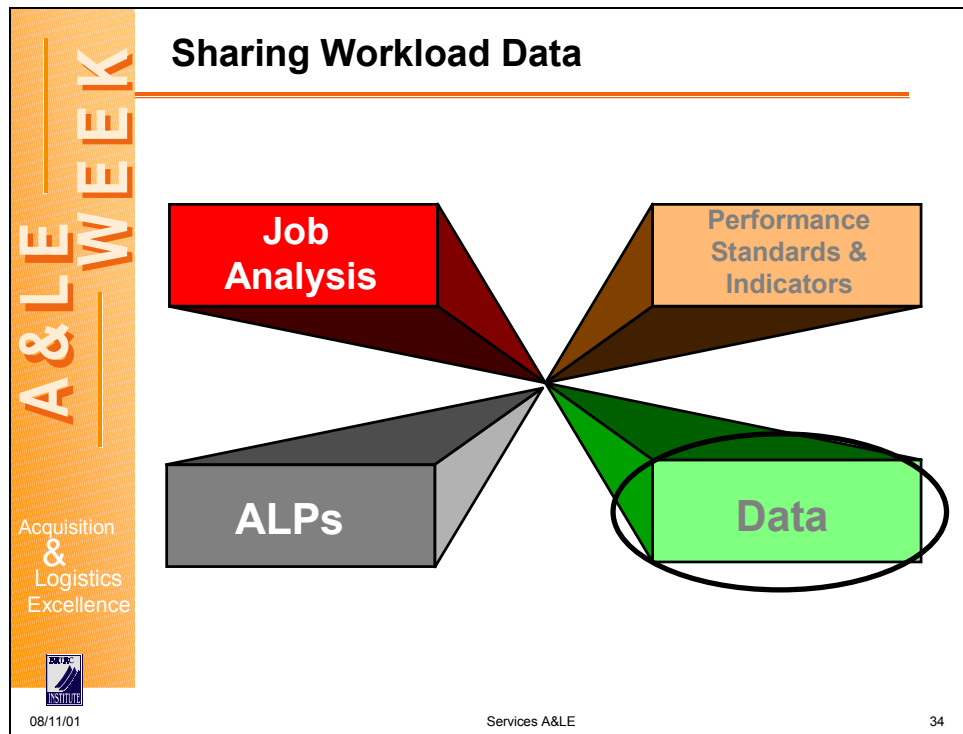 Sharing Workload Data
A&LE WEEK
Job
Analysis
Performance
Standards &
Indicators
ALPs
Data
Acquisition
&
Logistics
Excellence
INSTITUTE
08/11/01
Services A&LE
34